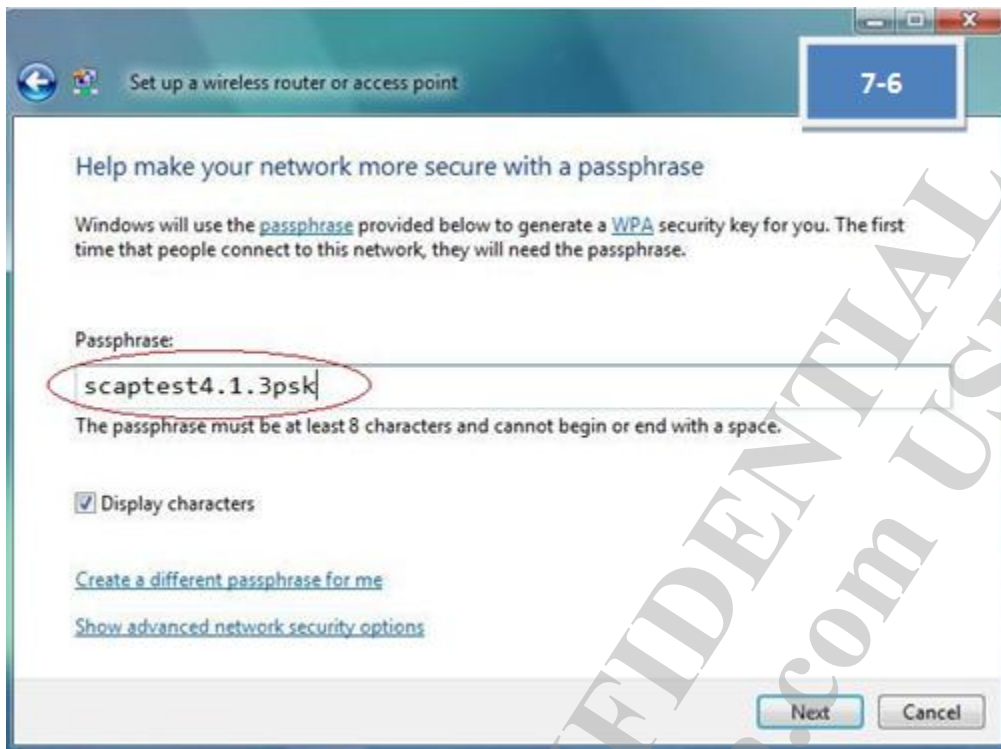 Set up a wireless router or access point
7-6
Help make your network more secure with a passphrase
Windows will use the passphrase provided below to generate a WPA security key for you. The first
time that people connect to this network, they will need the passphrase.
Passphrase:
scaptest4.1.3psk
The passphrase must be at least 8 characters and cannot begin or end with a space.
Display characters
Create a different passphrase for me
Show advanced network security options
Next
Cancel